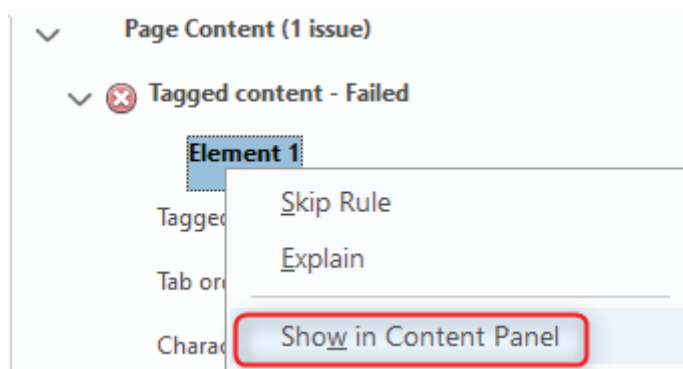 Page Content (1 issue)
Tagged content - Failed
Element 1
Skip Rule
Explain
Show in Content Panel